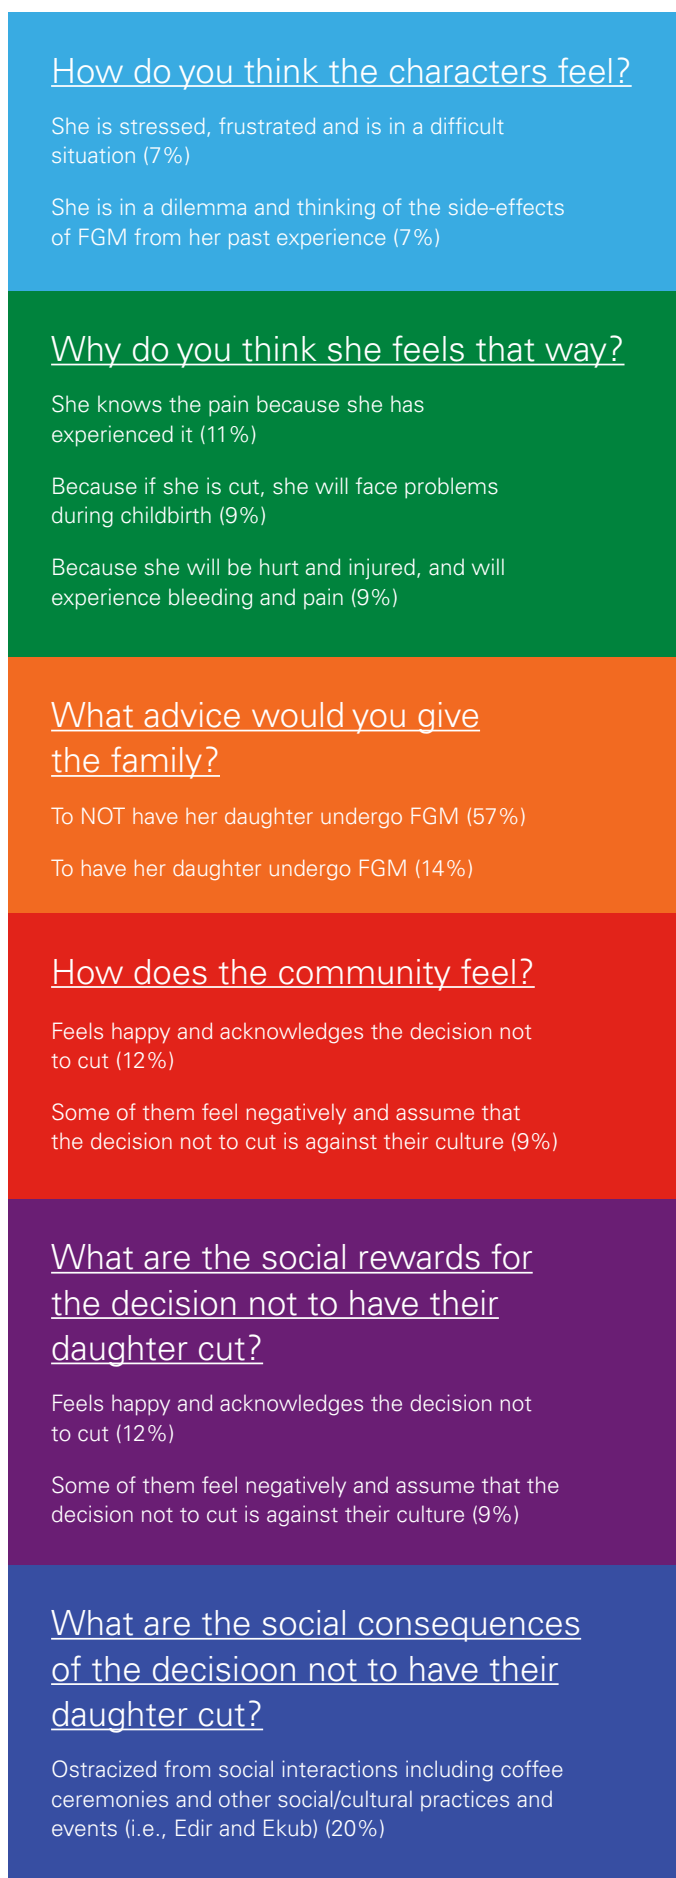 How do you think the characters feel?
She is stressed, frustrated and is in a difficult
situation (7%)
She is in a dilemma and thinking of the side-effects
of FGM from her past experience (7%)
Why do you think she feels that way?
She knows the pain because she has
experienced it (11%)
Because if she is cut, she will face problems
during childbirth (9%)
Because she will be hurt and injured, and will
experience bleeding and pain (9%)
What advice would you give
the family?
To NOT have her daughter undergo FGM (57%)
To have her daughter undergo FGM (14%)
How does the community feel?
Feels happy and acknowledges the decision not
to cut (12%)
Some of them feel negatively and assume that
the decision not to cut is against their culture (9%)
What are the social rewards for
the decision not to have their
daughter cut?
Feels happy and acknowledges the decision not
to cut (12%)
Some of them feel negatively and assume that the
decision not to cut is against their culture (9%)
What are the social consequences
of the decisioon not to have their
daughter cut?
Ostracized from social interactions including coffee
ceremonies and other social/cultural practices and
events (i.e., Edir and Ekub) (20%)